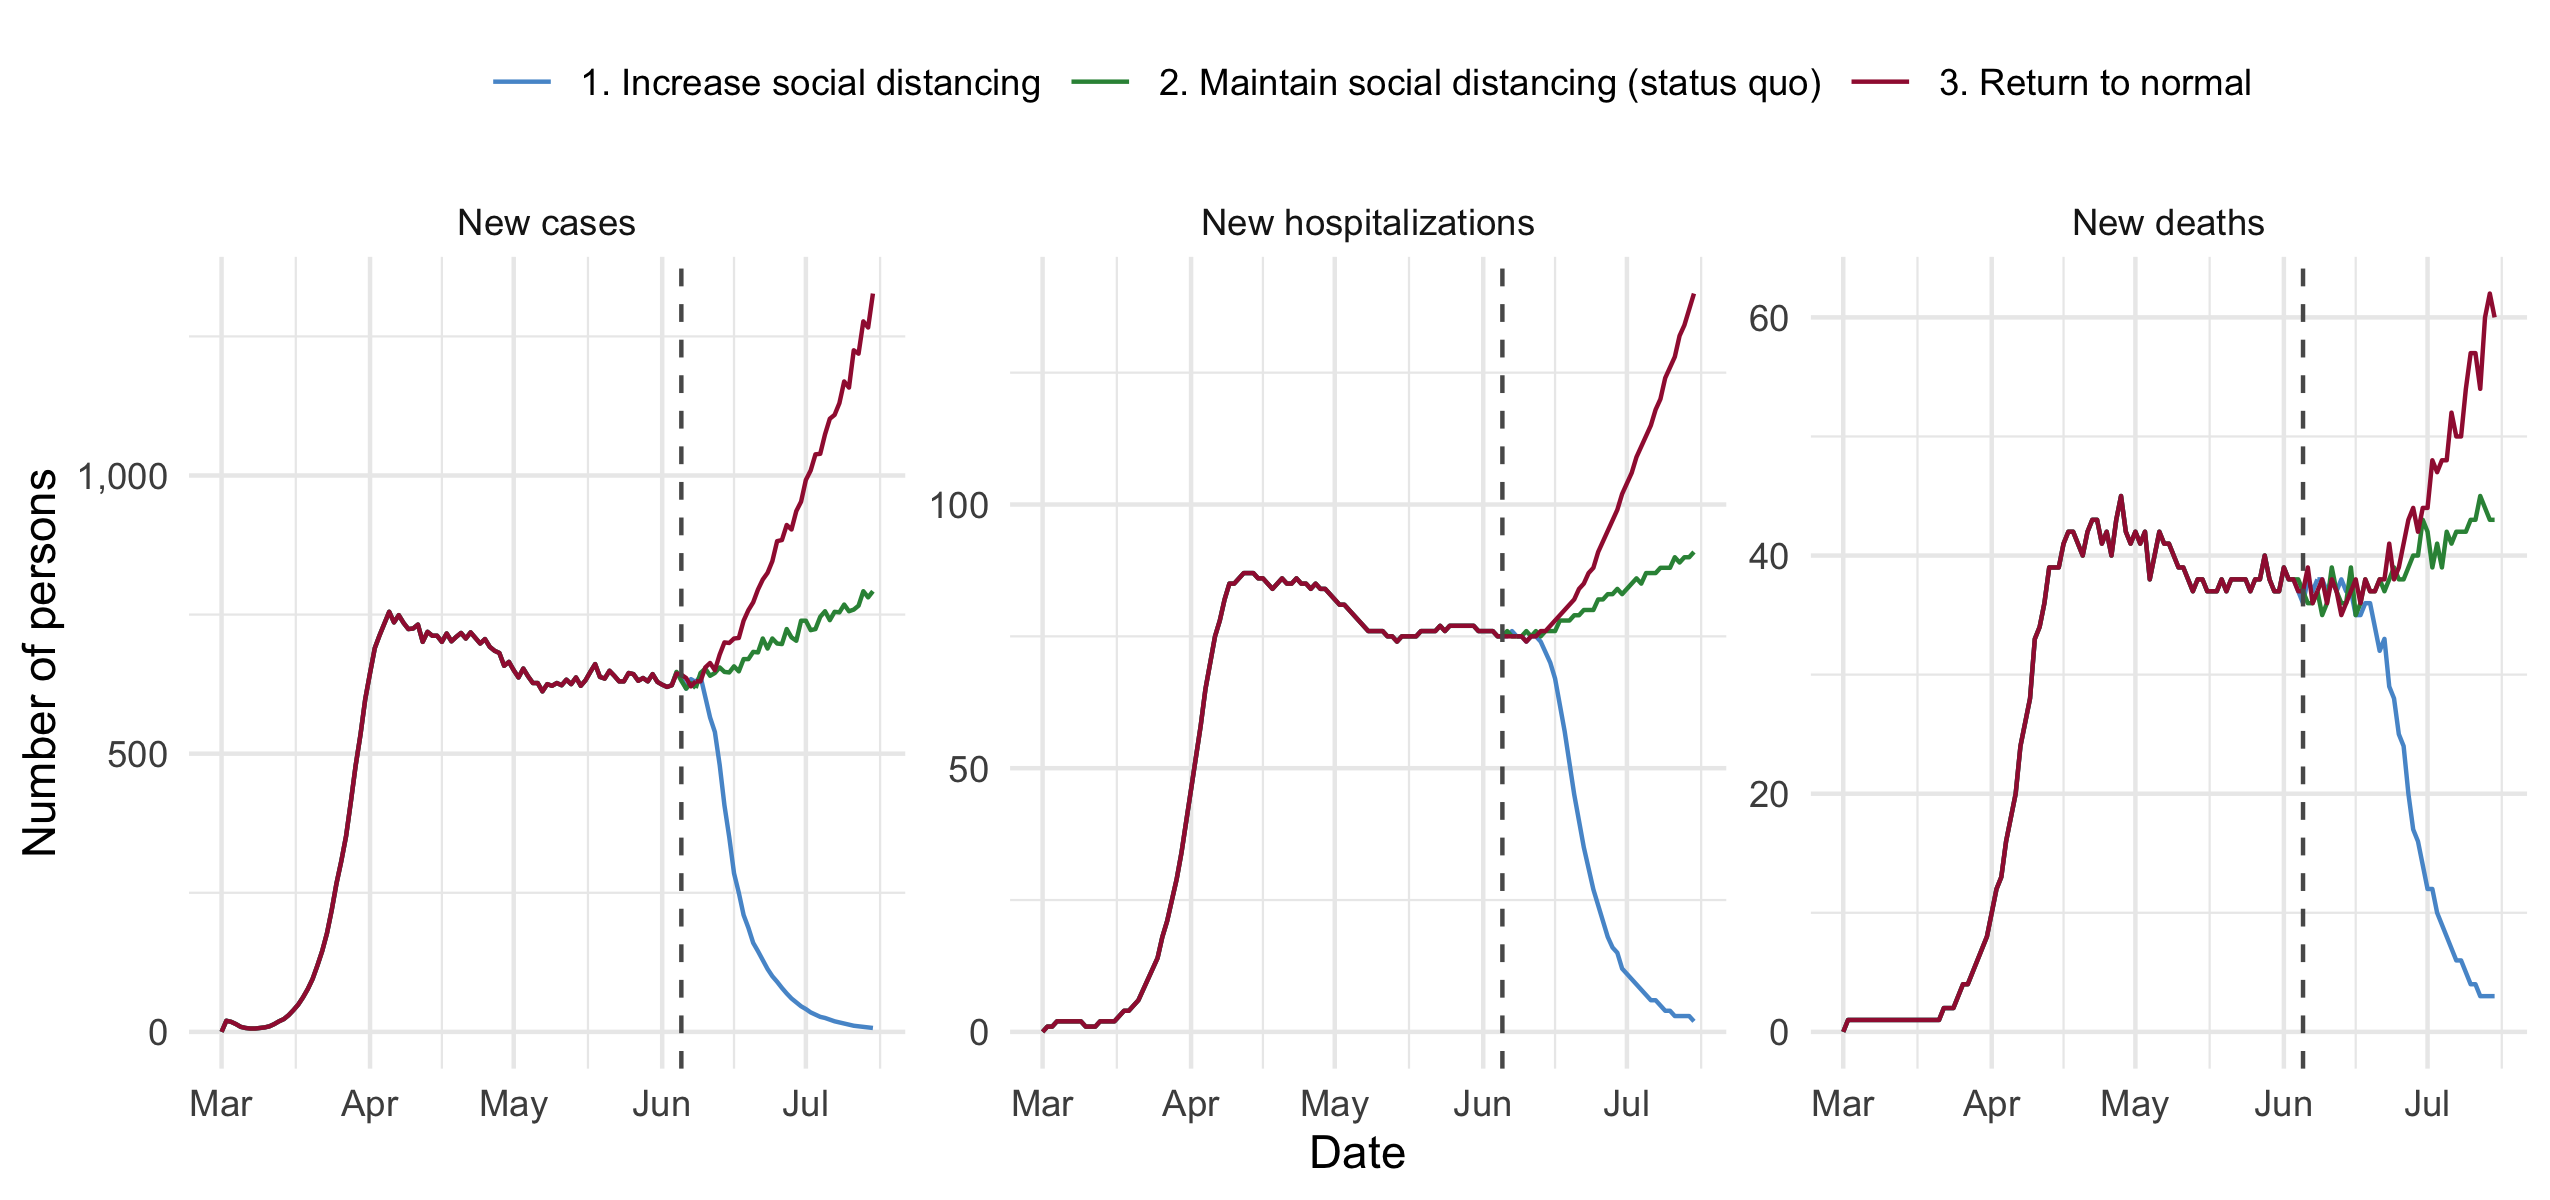 1. Increase social distancing 2. Maintain social distancing (status quo) 3. Return to normal
New cases New hospitalizations New deaths
Number of persons
1,000
500
0
100
50
0
60
40
20
0
Mar Apr May Jun Jul Mar Apr May Jun Jul Mar Apr May Jun Jul
Date